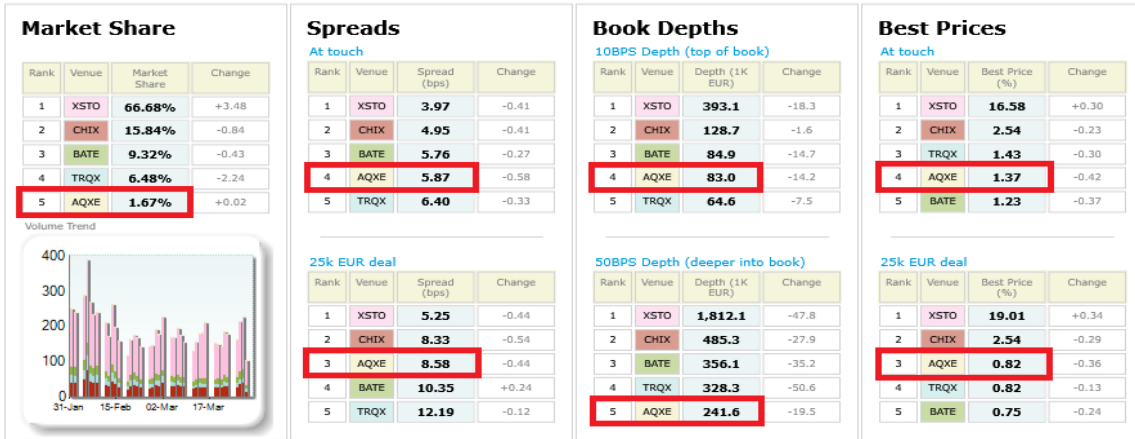 Market Share
Rank Venue Market Share Change
1 XSTO 66.68% +3.48
2 CHIX 15.84% -0.84
3 BATE 9.32% -0.43
4 TRQX 6.48% -2.24
5 AQXE 1.67% +0.02
Volume Trend
400
300
200
100
0
31-Jan 15-Feb 02-Mar 17-Mar
Spreads
At touch
Rank Venue Spread (bps) Change
1 XSTO 3.97 -0.41
2 CHIX 4.95 -0.41
3 BATE 5.76 -0.27
4 AQXE 5.87 -0.58
5 TRQX 6.40 -0.33
25k EUR deal
Rank Venue Spread (bps) Change
1 XSTO 5.25 -0.44
2 CHIX 8.33 -0.54
3 AQXE 8.58 -0.44
4 BATE 10.35 +0.24
5 TRQX 12.19 -0.12
Book Depths
10BPS Depth (top of book)
Rank Venue Depth (1K EUR) Change
1 XSTO 393.1 -18.3
2 CHIX 128.7 -1.6
3 BATE 84.9 -14.7
4 AQXE 83.0 -14.2
5 TRQX 64.6 -7.5
50BPS Depth (deeper into book)
Rank Venue Depth (1K EUR) Change
1 XSTO 1,812.1 -47.8
2 CHIX 485.3 -27.9
3 BATE 356.1 -35.2
4 TRQX 328.3 -50.6
5 AQXE 241.6 -19.5
Best Prices
At touch
Rank Venue Best Price (%) Change
1 XSTO 16.58 +0.30
2 CHIX 2.54 -0.23
3 TRQX 1.43 -0.30
4 AQXE 1.37 -0.42
5 BATE 1.23 -0.37
25k EUR deal
Rank Venue Best Price (%) Change
1 XSTO 19.01 +0.34
2 CHIX 2.54 -0.29
3 AQXE 0.82 -0.36
4 TRQX 0.82 -0.13
5 BATE 0.75 -0.24